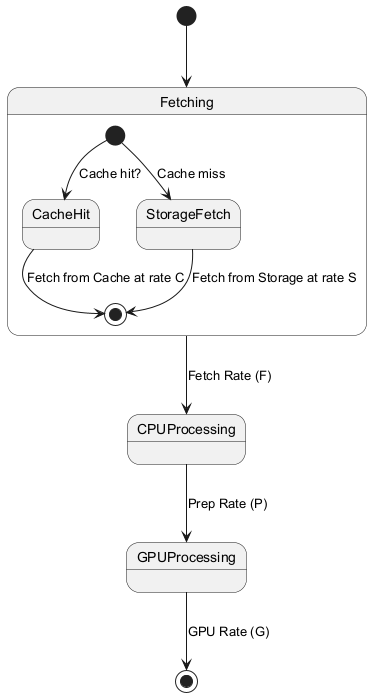 Fetching
Cache hit?
Cache miss
CacheHit
StorageFetch
Fetch from Cache at rate C
Fetch from Storage at rate S
Fetch Rate (F)
CPUProcessing
Prep Rate (P)
GPUProcessing
GPU Rate (G)